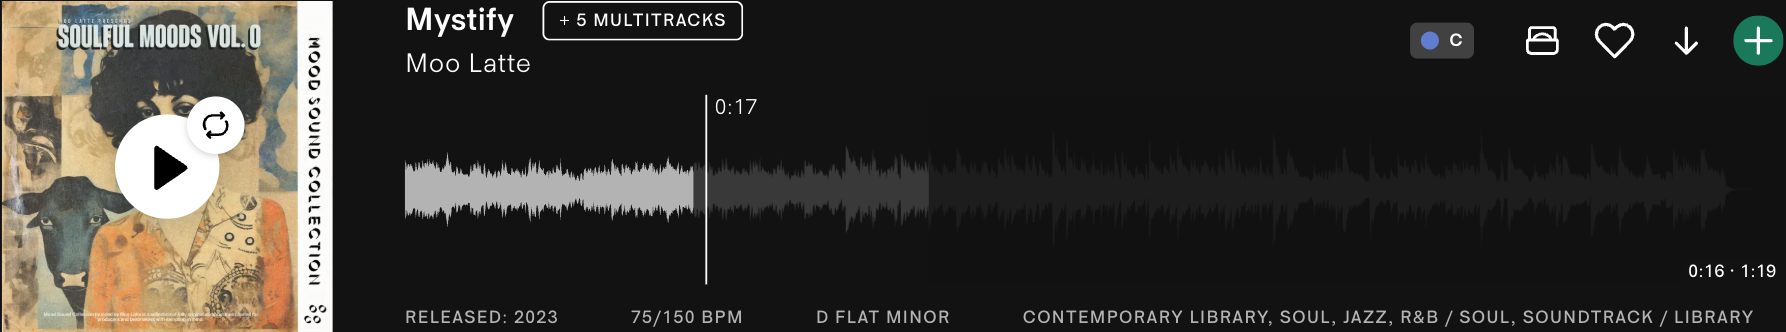 MOO LATTE PRESENTS
SOULFUL MOODS VOL. 0
MOOD SOUND COLLECTION
Mystify
+ 5 MULTITRACKS
Moo Latte
C
0:17
0:16 · 1:19
RELEASED: 2023
75/150 BPM
D FLAT MINOR
CONTEMPORARY LIBRARY, SOUL, JAZZ, R&B / SOUL, SOUNDTRACK / LIBRARY